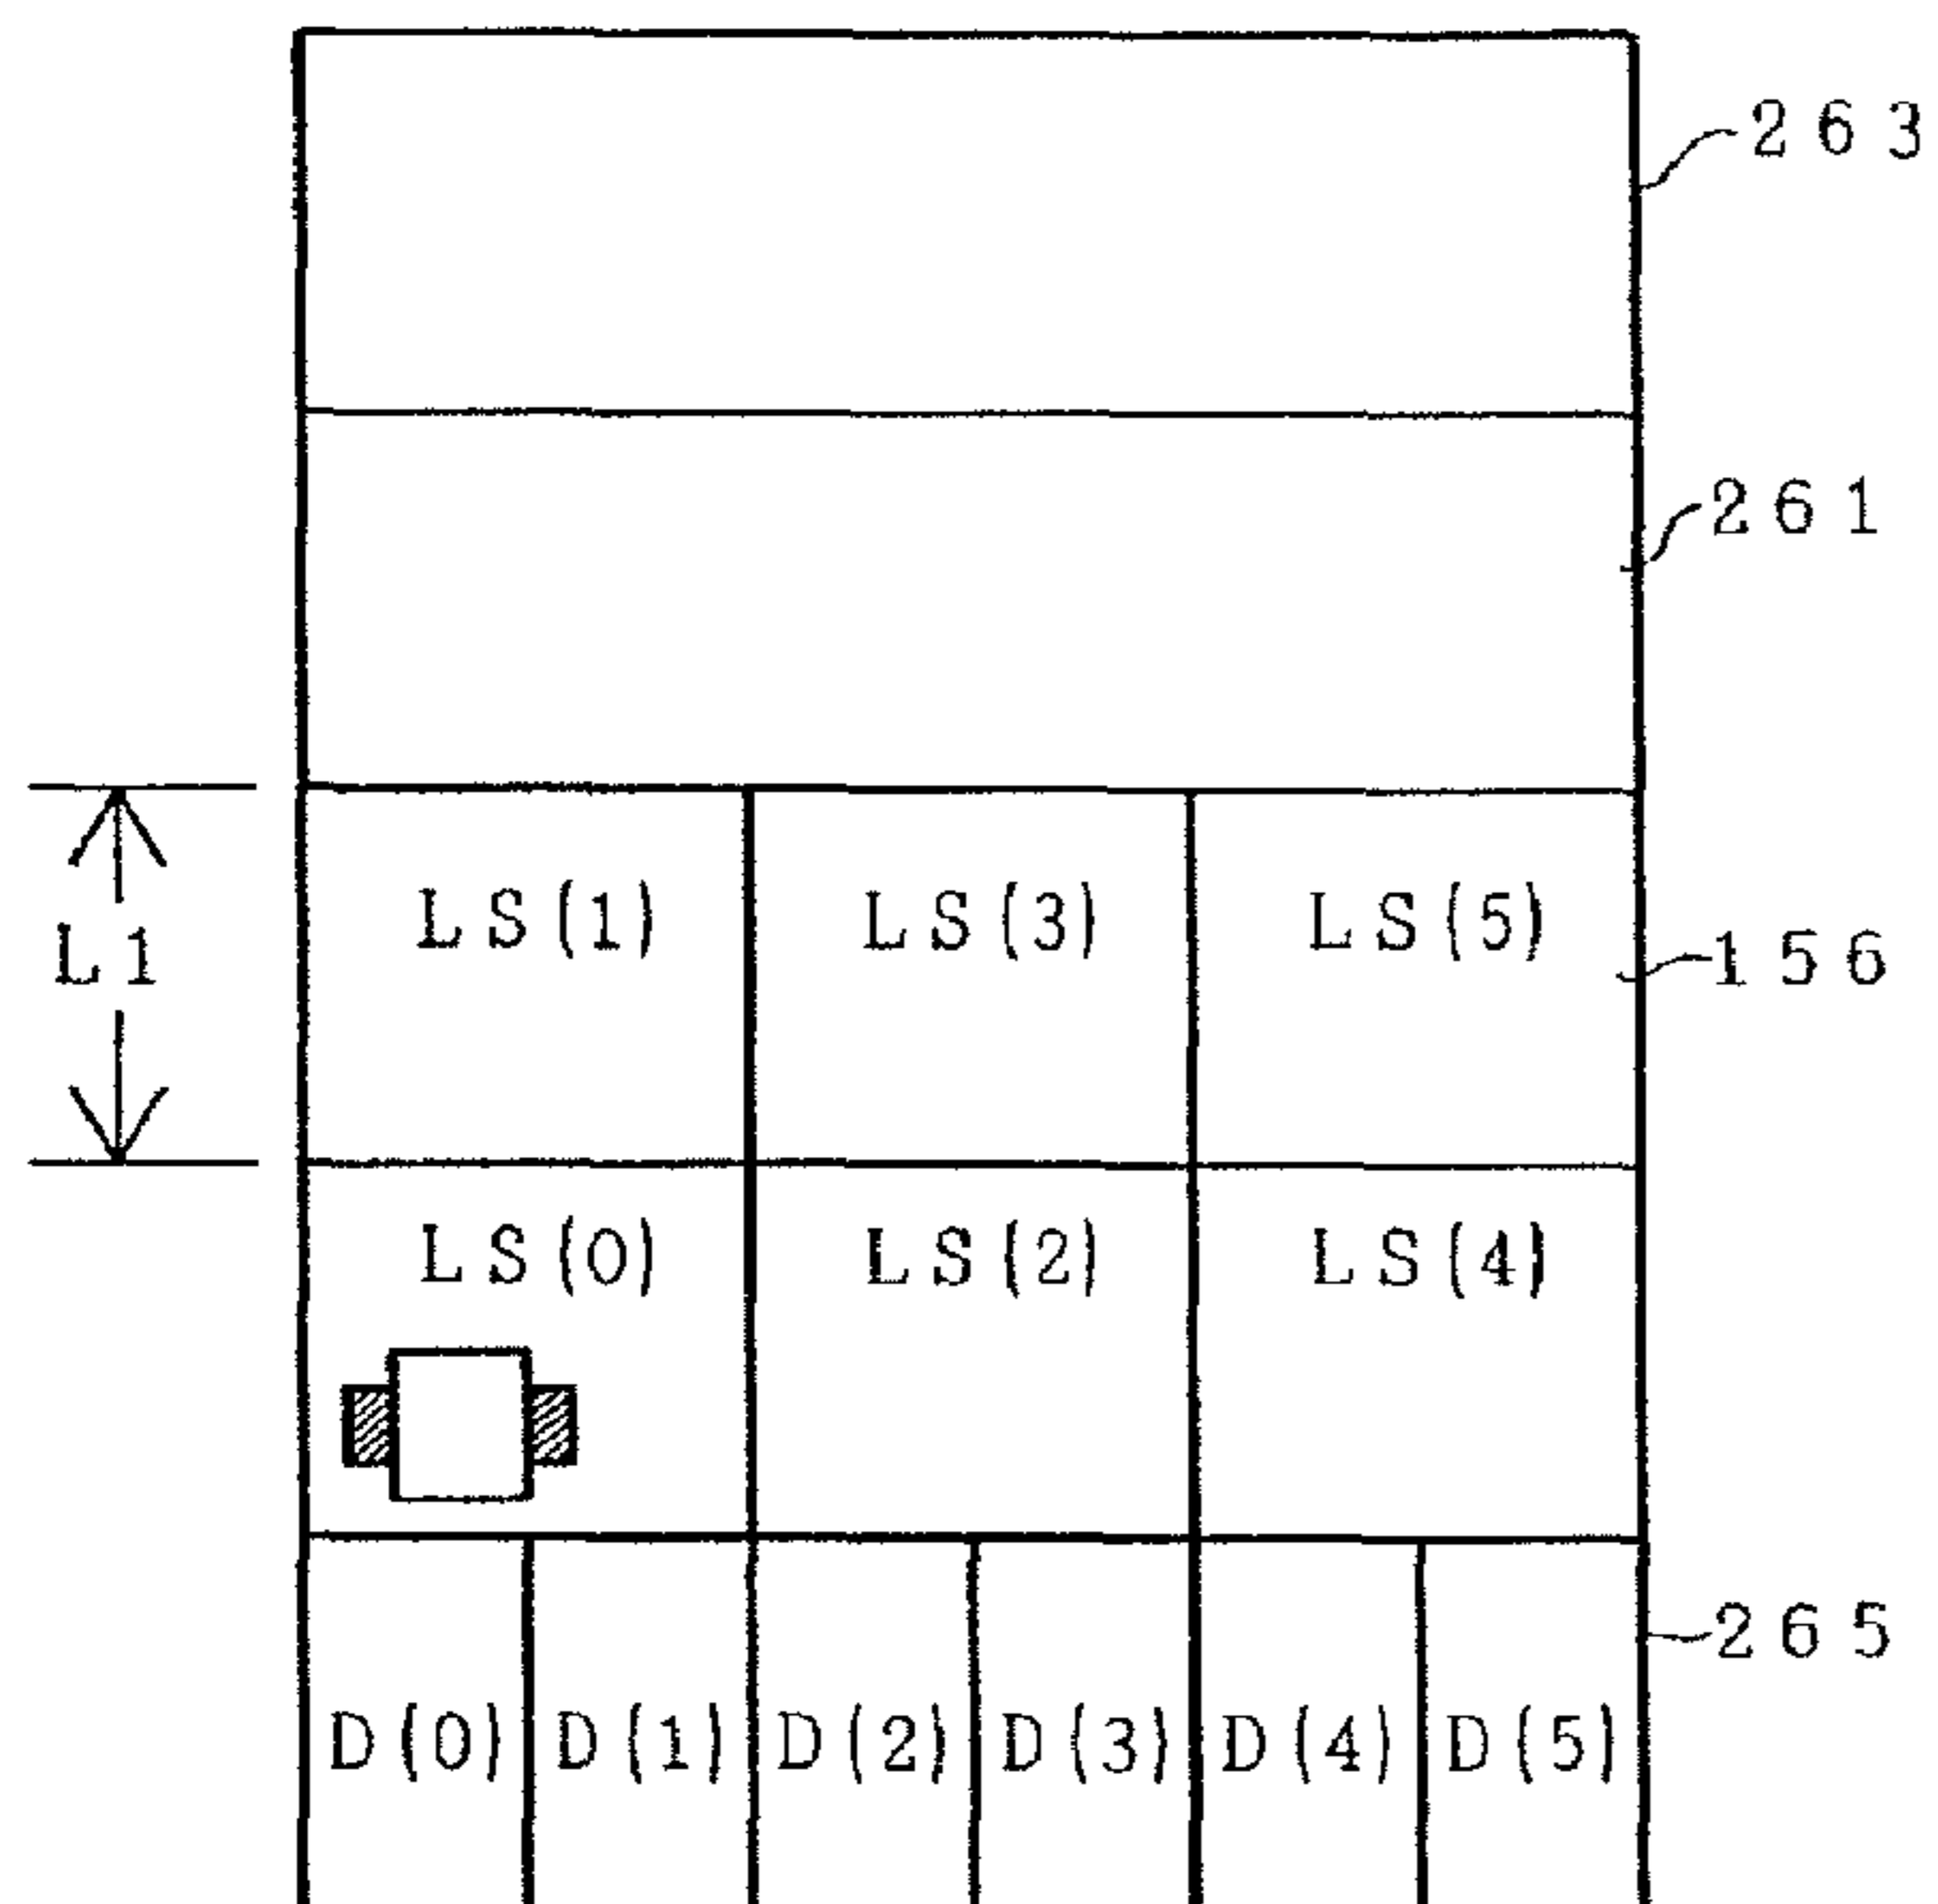 263
261
LS(1) LS(3) LS(5)
L1
156
LS(0) LS(2) LS(4)
265
D(0) D(1) D(2) D(3) D(4) D(5)